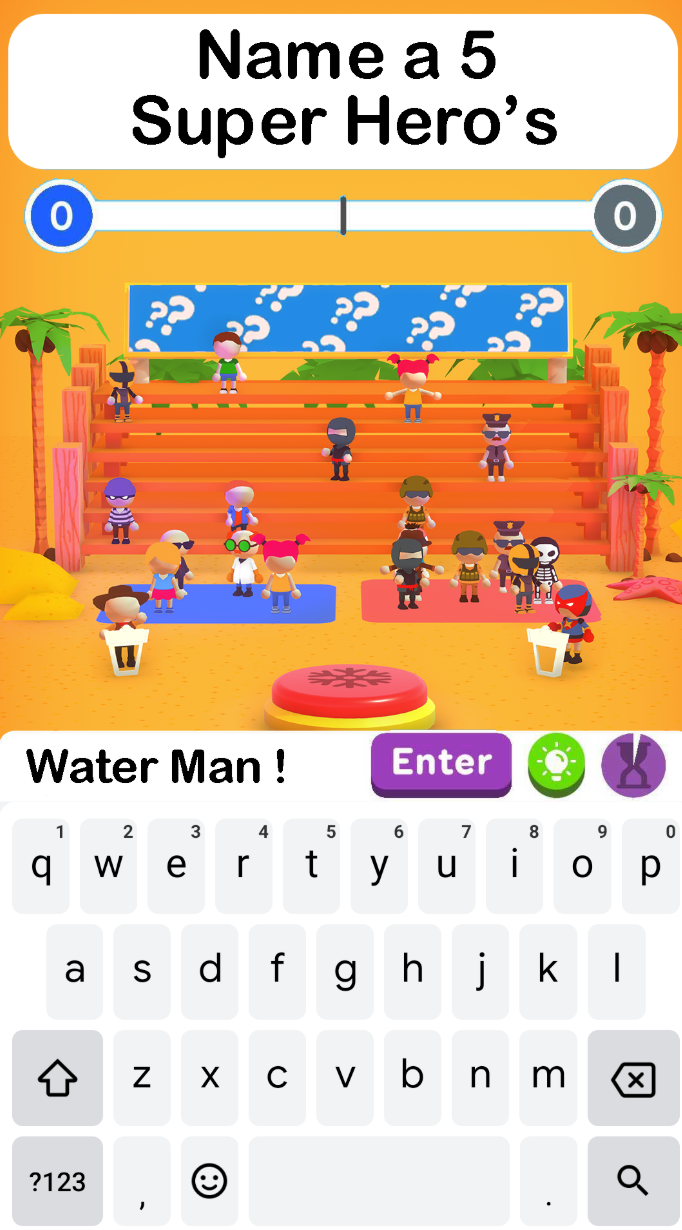 Name a 5
Super Hero’s
0 0
?? ?? ?? ?? ?? ?? ??
Water Man ! Enter
1 2 3 4 5 6 7 8 9 0
q w e r t y u i o p
a s d f g h j k l
z x c v b n m
?123 , .